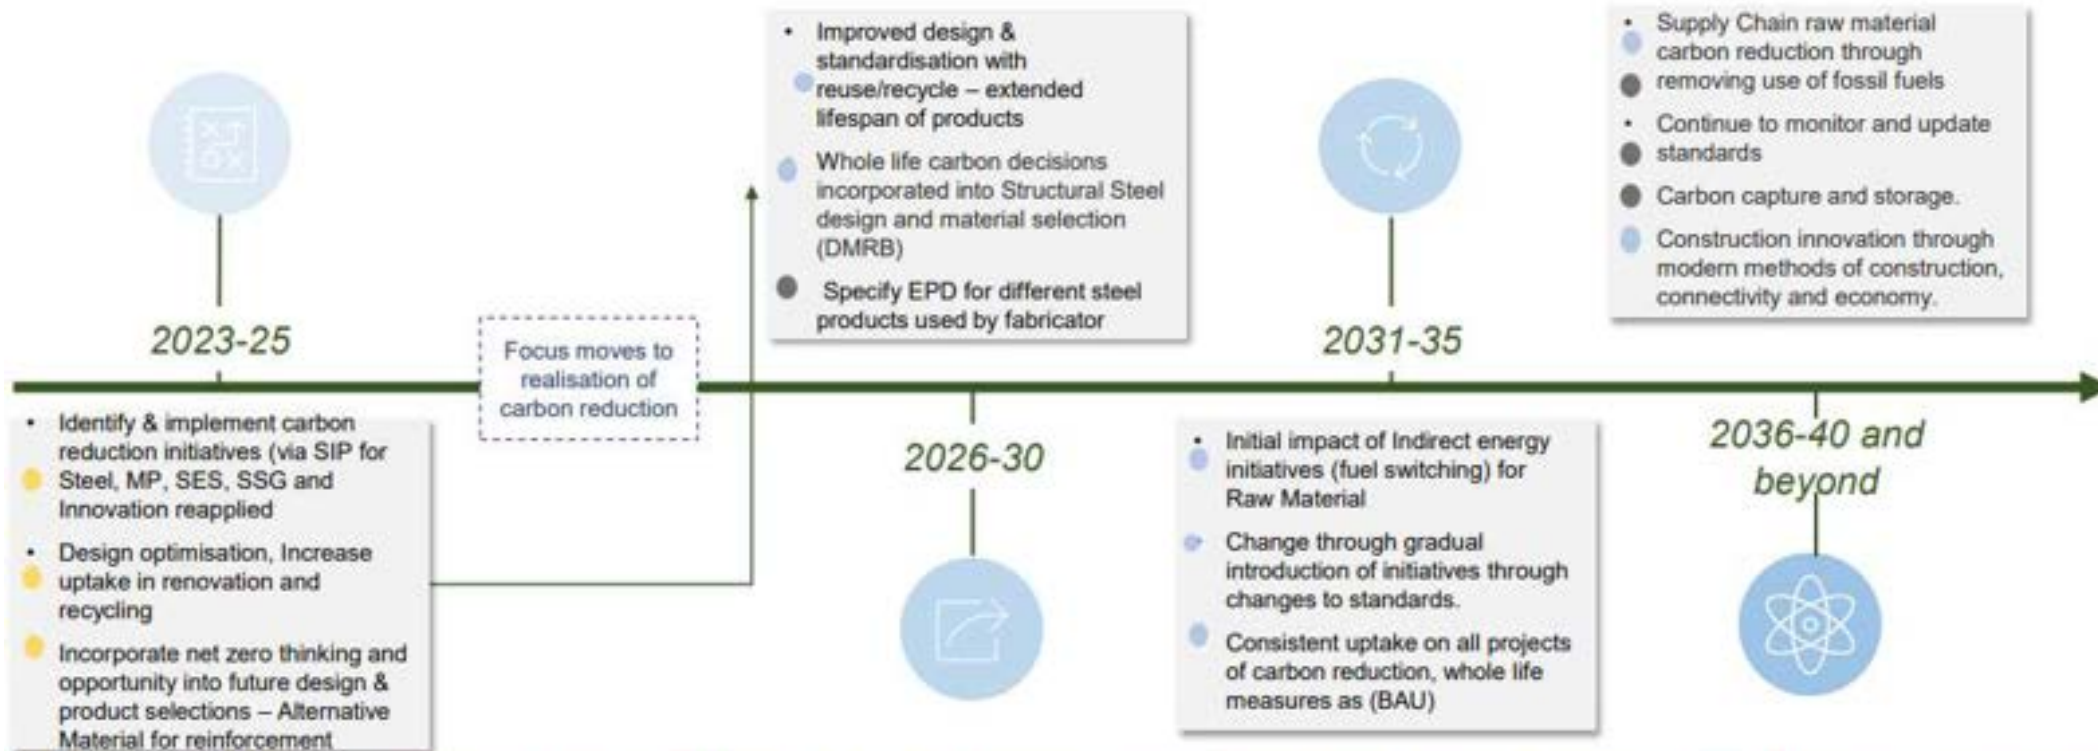 2023-25
• Identify & implement carbon
reduction initiatives (via SIP for
Steel, MP, SES, SSG and
Innovation reapplied
• Design optimisation, Increase
uptake in renovation and
recycling
Incorporate net zero thinking and
opportunity into future design &
product selections – Alternative
Material for reinforcement
Focus moves to
realisation of
carbon reduction
• Improved design &
standardisation with
reuse/recycle – extended
lifespan of products
Whole life carbon decisions
incorporated into Structural Steel
design and material selection
(DMRB)
Specify EPD for different steel
products used by fabricator
2026-30
2031-35
• Initial impact of Indirect energy
initiatives (fuel switching) for
Raw Material
• Change through gradual
introduction of initiatives through
changes to standards.
Consistent uptake on all projects
of carbon reduction, whole life
measures as (BAU)
• Supply Chain raw material
carbon reduction through
removing use of fossil fuels
• Continue to monitor and update
standards
Carbon capture and storage.
Construction innovation through
modern methods of construction,
connectivity and economy.
2036-40 and
beyond